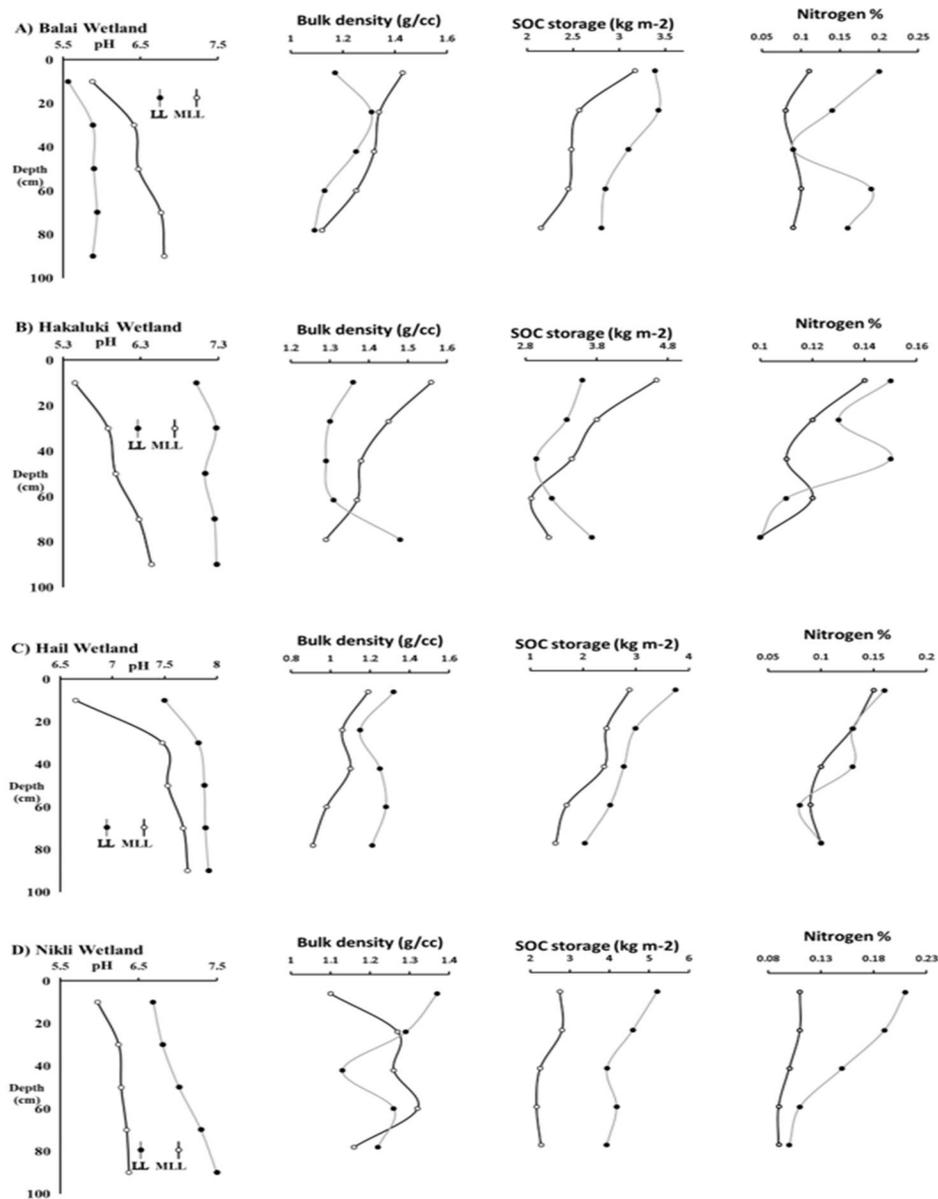 A) Balai Wetland
pH
5.5 6.5 7.5
Bulk density (g/cc)
1 1.2 1.4 1.6
SOC storage (kg m-2)
2 2.5 3 3.5
Nitrogen %
0.05 0.1 0.15 0.2 0.25
0
20
40
Depth
(cm)
60
80
100
LL MLL
B) Hakaluki Wetland
pH
5.3 6.3 7.3
Bulk density (g/cc)
1.2 1.3 1.4 1.5 1.6
SOC storage (kg m-2)
2.8 3.8 4.8
Nitrogen %
0.1 0.12 0.14 0.16
0
20
40
Depth
(cm)
60
80
100
LL MLL
C) Hail Wetland
6.5 7 pH 7.5 8
Bulk density (g/cc)
0.8 1 1.2 1.4 1.6
SOC storage (kg m-2)
1 2 3 4
Nitrogen %
0.05 0.1 0.15 0.2
0
20
40
Depth
(cm)
60
80
100
LL MLL
D) Nikli Wetland
5.5 pH 6.5 7.5
Bulk density (g/cc)
1 1.1 1.2 1.3 1.4
SOC storage (kg m-2)
2 3 4 5 6
Nitrogen %
0.08 0.13 0.18 0.23
0
20
40
Depth
(cm)
60
80
100
LL MLL